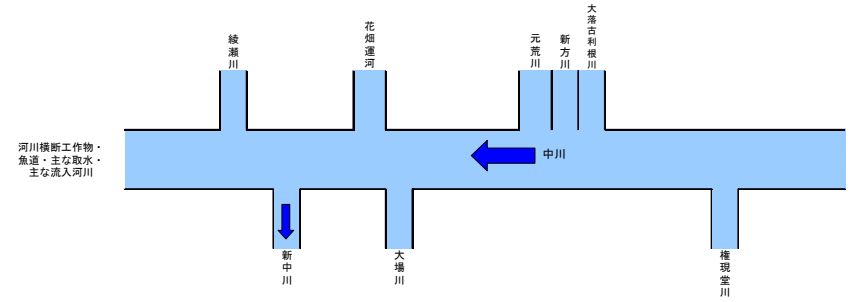 綾瀬川
花畑運河
元荒川
新方川
大落古利根川
河川横断工作物・
魚道・主な取水・
主な流入河川
中川
新中川
大場川
権現堂川